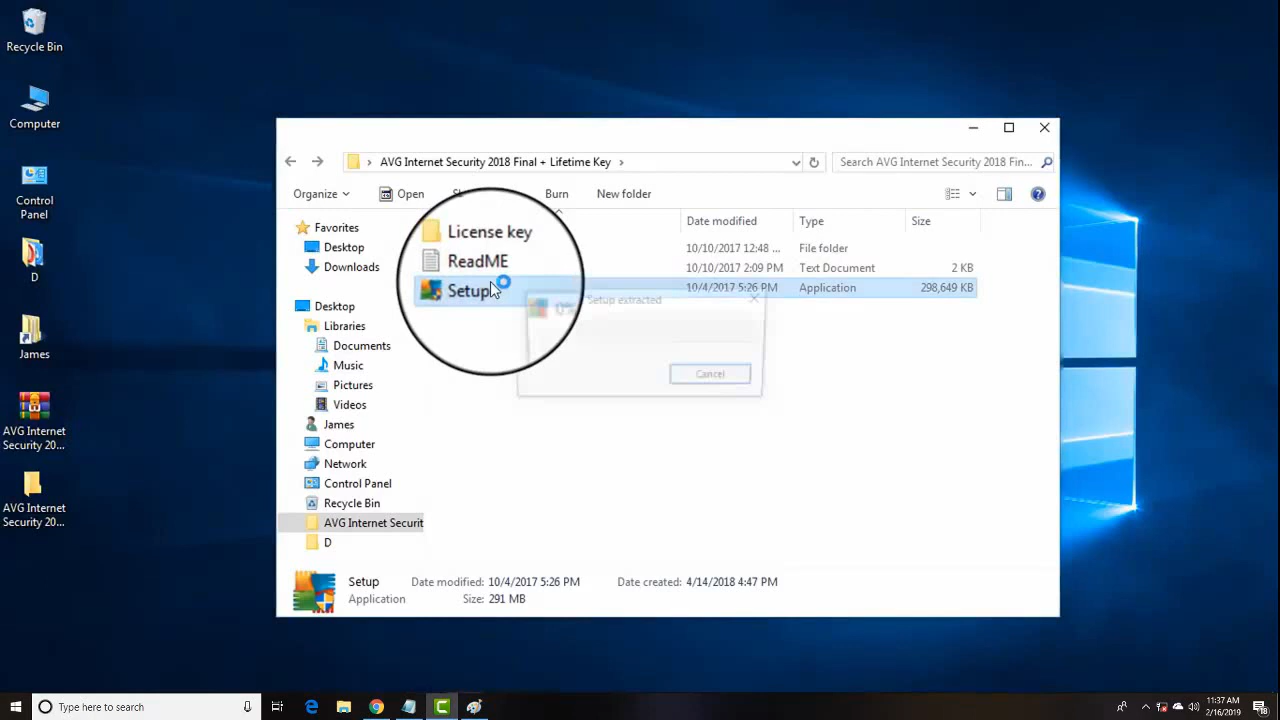 Recycle Bin
Computer
Control
Panel
D
James
AVG Internet
Security 20...
AVG Internet
Security 20...
AVG Internet Security 2018 Final + Lifetime Key
Search AVG Internet Security 2018 Fin...
Organize
Open
Burn
New folder
Date modified
Type
Size
License key
10/10/2017 12:48 ...
File folder
ReadME
10/10/2017 2:09 PM
Text Document
2 KB
Setup
10/4/2017 5:26 PM
Application
298,649 KB
Setup extracted
Cancel
Favorites
Desktop
Downloads
Desktop
Libraries
Documents
Music
Pictures
Videos
James
Computer
Network
Control Panel
Recycle Bin
AVG Internet Securit
D
Setup
Date modified: 10/4/2017 5:26 PM
Date created: 4/14/2018 4:47 PM
Application
Size: 291 MB
Type here to search
11:37 AM
2/16/2019